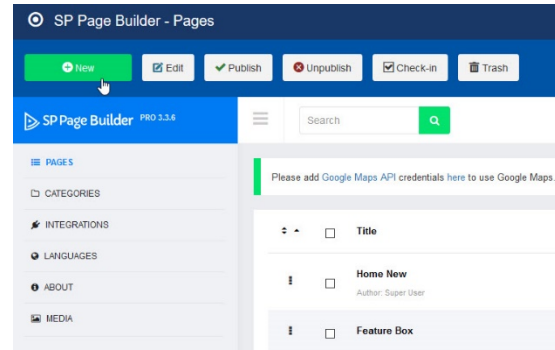 SP Page Builder - Pages
New Edit Publish Unpublish Check-in Trash
SP Page Builder PRO 3.3.6 Search
PAGES
Please add Google Maps API credentials here to use Google Maps.
CATEGORIES
INTEGRATIONS Title
LANGUAGES
Home New
ABOUT
Author: Super User
MEDIA
Feature Box